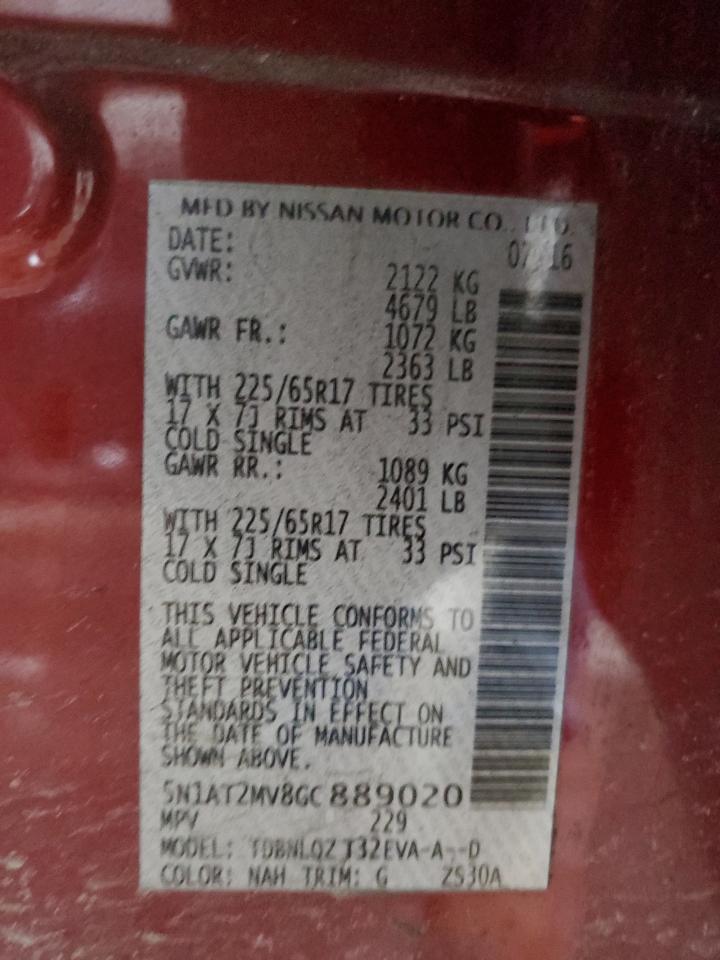 MFD BY NISSAN MOTOR CO., LTD.
DATE: 07/16
GVWR: 2122 KG
4679 LB
GAWR FR.: 1072 KG
2363 LB
WITH 225/65R17 TIRES
17 X 7J RIMS AT 33 PSI
COLD SINGLE
GAWR RR.: 1089 KG
2401 LB
WITH 225/65R17 TIRES
17 X 7J RIMS AT 33 PSI
COLD SINGLE
THIS VEHICLE CONFORMS TO
ALL APPLICABLE FEDERAL
MOTOR VEHICLE SAFETY AND
THEFT PREVENTION
STANDARDS IN EFFECT ON
THE DATE OF MANUFACTURE
SHOWN ABOVE.
5N1AT2MV8GC889020
MPV 229
MODEL: TDBNLQZ T32EVA-A--D
COLOR: NAH TRIM: G ZS30A